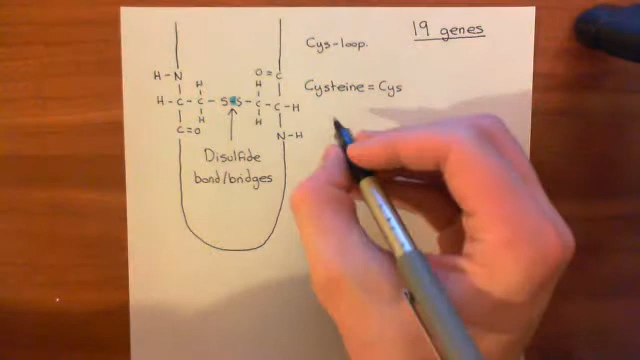 19 genes
Cys-loop.
Cysteine = Cys
H-N O=C
H H
H-C-C-S-S-C-C-H
H H
C=O N-H
Disulfide
bond/bridges